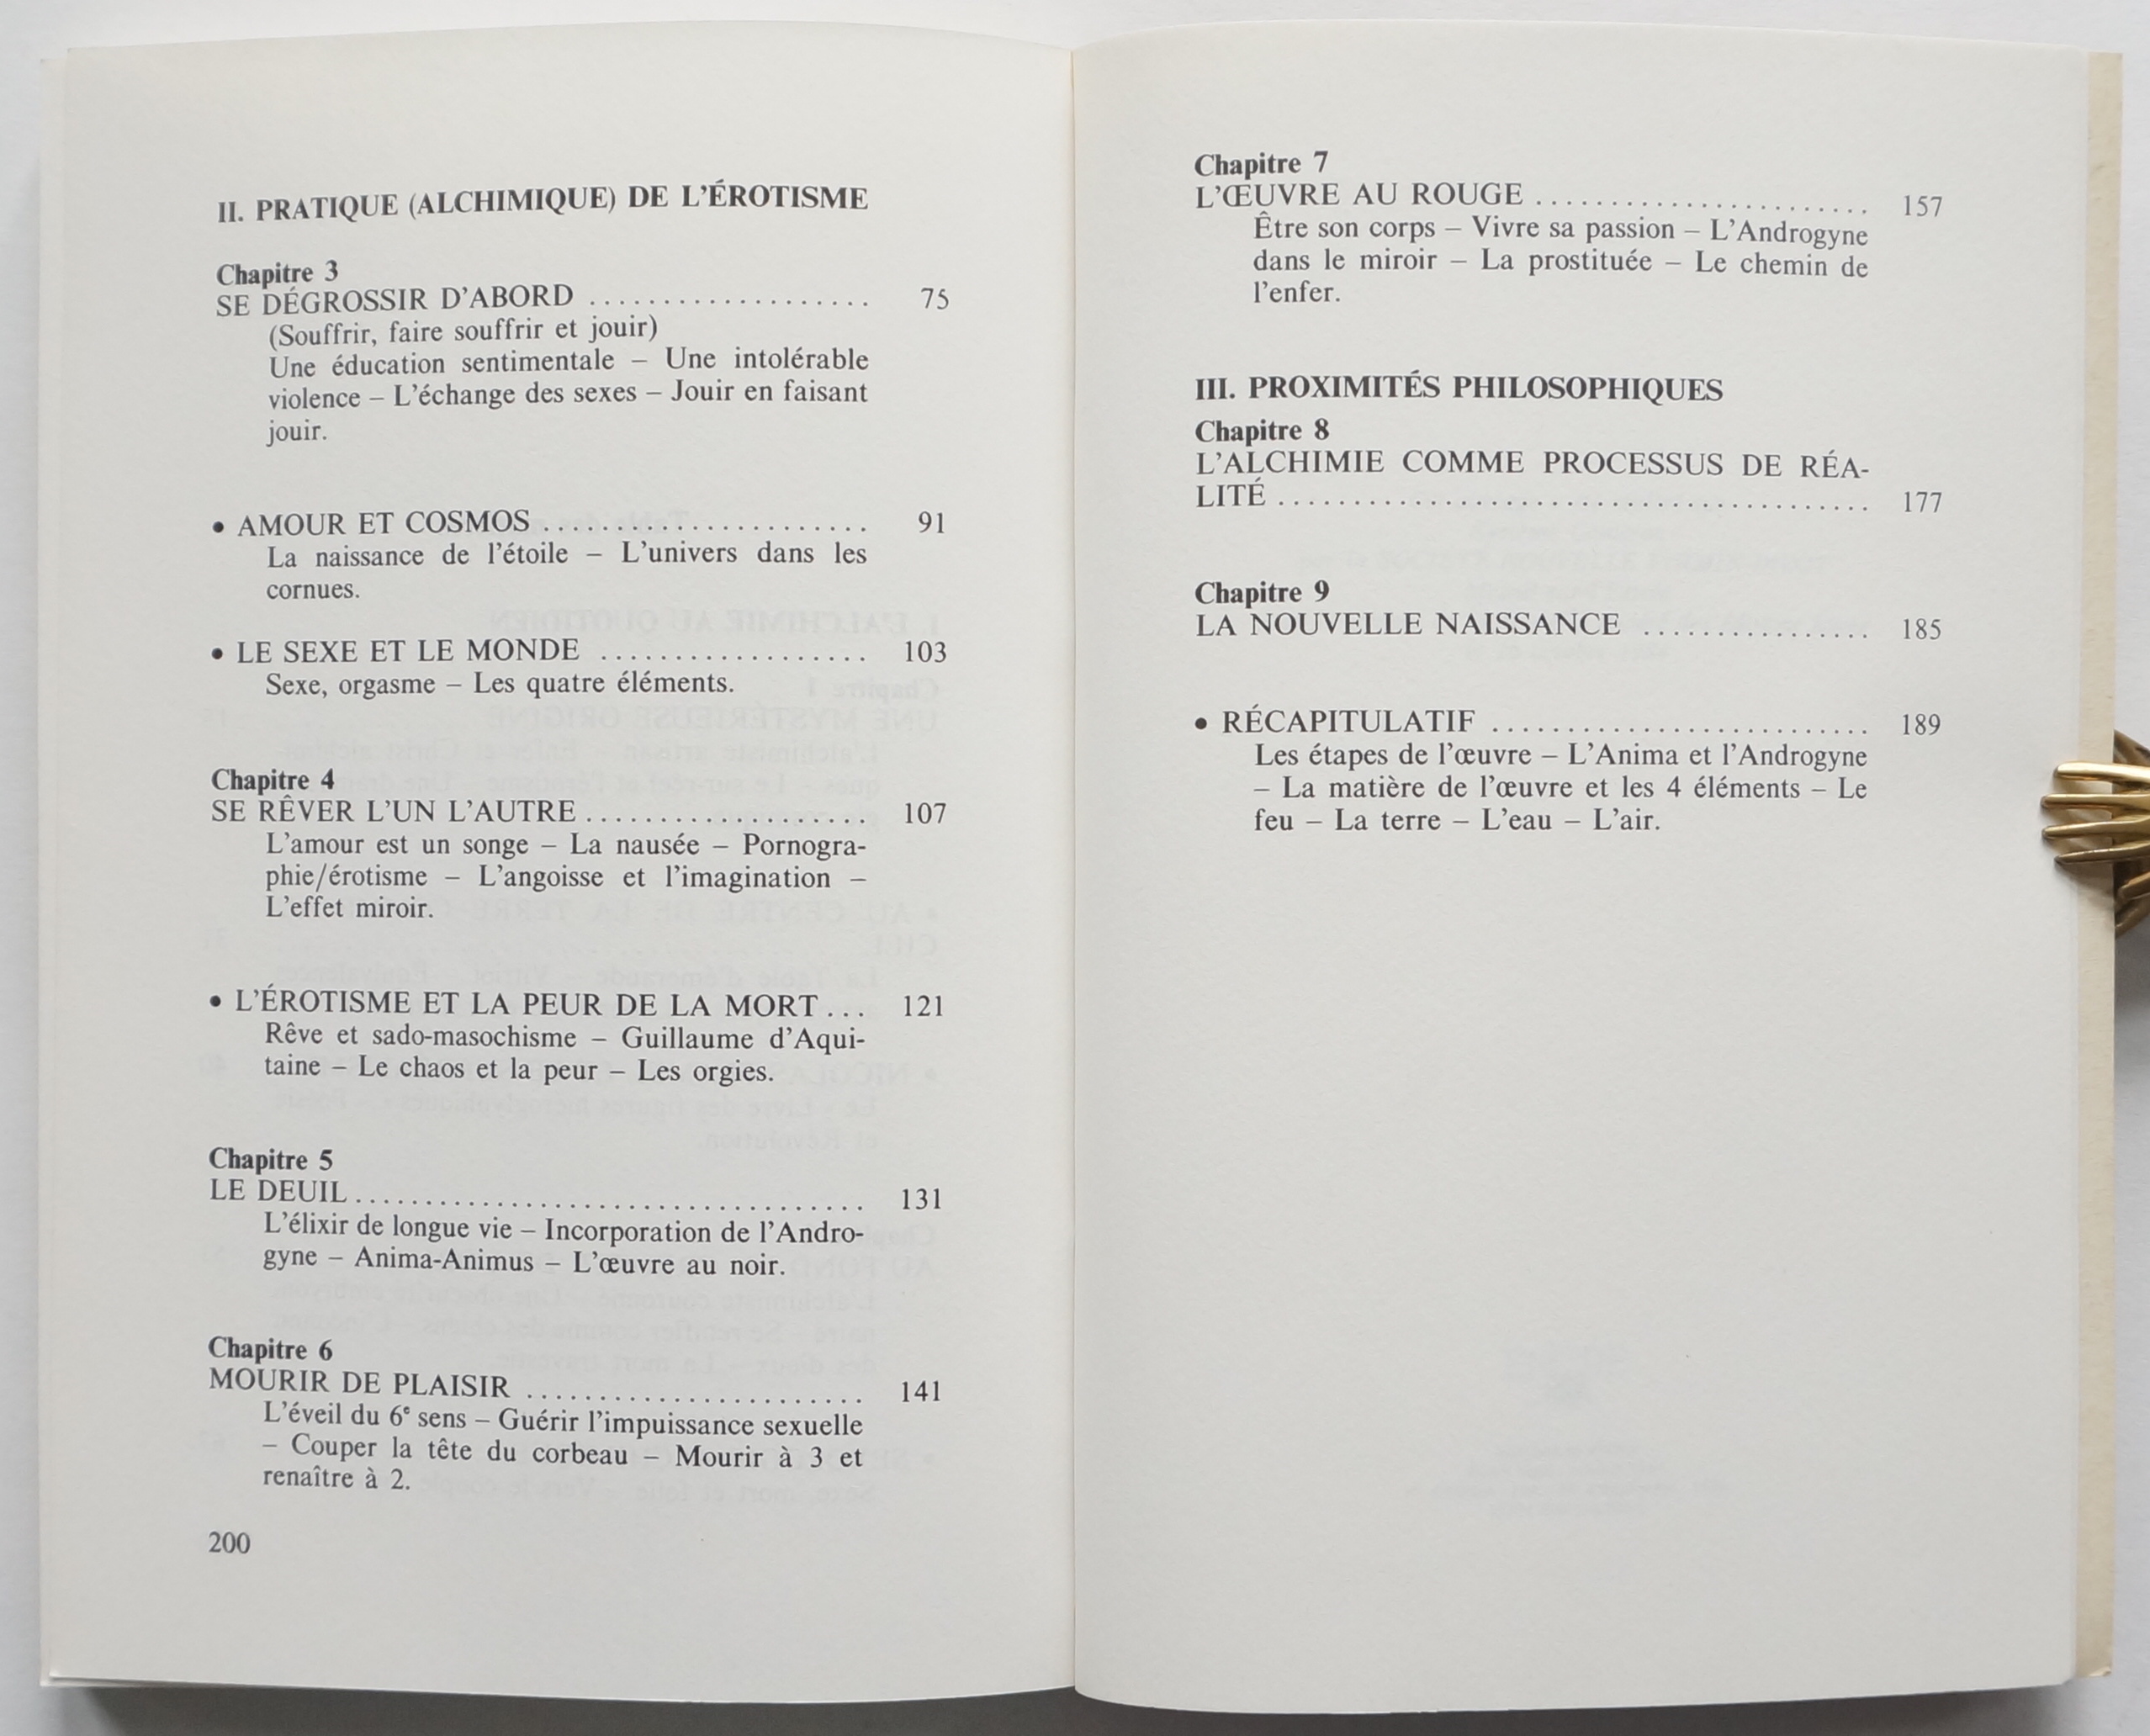 II. PRATIQUE (ALCHIMIQUE) DE L'ÉROTISME
Chapitre 3
SE DÉGROSSIR D'ABORD ................... 75
(Souffrir, faire souffrir et jouir)
Une éducation sentimentale – Une intolérable
violence – L'échange des sexes – Jouir en faisant
jouir.
• AMOUR ET COSMOS ...................... 91
La naissance de l'étoile – L'univers dans les
cornues.
• LE SEXE ET LE MONDE .................. 103
Sexe, orgasme – Les quatre éléments.
Chapitre 4
SE RÊVER L'UN L'AUTRE ................... 107
L'amour est un songe – La nausée – Pornogra-
phie/érotisme – L'angoisse et l'imagination –
L'effet miroir.
• L'ÉROTISME ET LA PEUR DE LA MORT ... 121
Rêve et sado-masochisme – Guillaume d'Aqui-
taine – Le chaos et la peur – Les orgies.
Chapitre 5
LE DEUIL ................................... 131
L'élixir de longue vie – Incorporation de l'Andro-
gyne – Anima-Animus – L'œuvre au noir.
Chapitre 6
MOURIR DE PLAISIR ....................... 141
L'éveil du 6e sens – Guérir l'impuissance sexuelle
– Couper la tête du corbeau – Mourir à 3 et
renaître à 2.
200
Chapitre 7
L'ŒUVRE AU ROUGE ....................... 157
Être son corps – Vivre sa passion – L'Androgyne
dans le miroir – La prostituée – Le chemin de
l'enfer.
III. PROXIMITÉS PHILOSOPHIQUES
Chapitre 8
L'ALCHIMIE COMME PROCESSUS DE RÉA-
LITÉ ........................................ 177
Chapitre 9
LA NOUVELLE NAISSANCE ................ 185
• RÉCAPITULATIF .......................... 189
Les étapes de l'œuvre – L'Anima et l'Androgyne
– La matière de l'œuvre et les 4 éléments – Le
feu – La terre – L'eau – L'air.